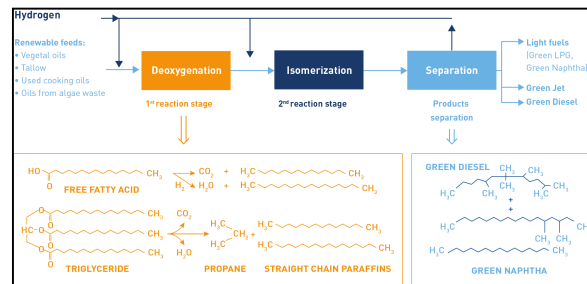 Hydrogen
Renewable feeds:
• Vegetal oils
• Tallow
• Used cooking oils
• Oils from algae waste
Deoxygenation
Isomerization
Separation
1st reaction stage
2nd reaction stage
Products
separation
Light fuels
(Green LPG,
Green Naphtha)
Green Jet
Green Diesel
HO
O
CH₃
FREE FATTY ACID
H₂
CO₂ + H₃C CH₃
H₂O + H₃C CH₃
O
O
CH₃
HC O
CH₃
O
O
CH₃
TRIGLYCERIDE
CO₂
H₂O
H₃C
CH₂
H₃C
+
PROPANE
H₃C CH₃
H₃C CH₃
STRAIGHT CHAIN PARAFFINS
GREEN DIESEL
CH₃
CH₃
H₃C
CH₃
CH₃
CH₃
+
+
H₃C
CH₃
CH₃
CH₃
H₃C CH₃
GREEN NAPHTHA